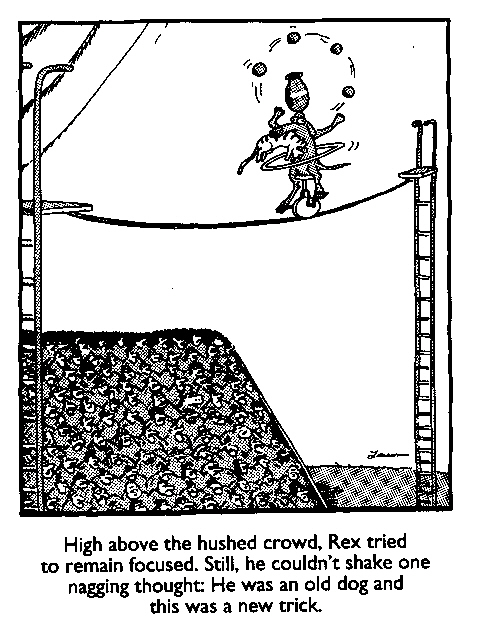 Larson
High above the hushed crowd, Rex tried
to remain focused. Still, he couldn't shake one
nagging thought: He was an old dog and
this was a new trick.